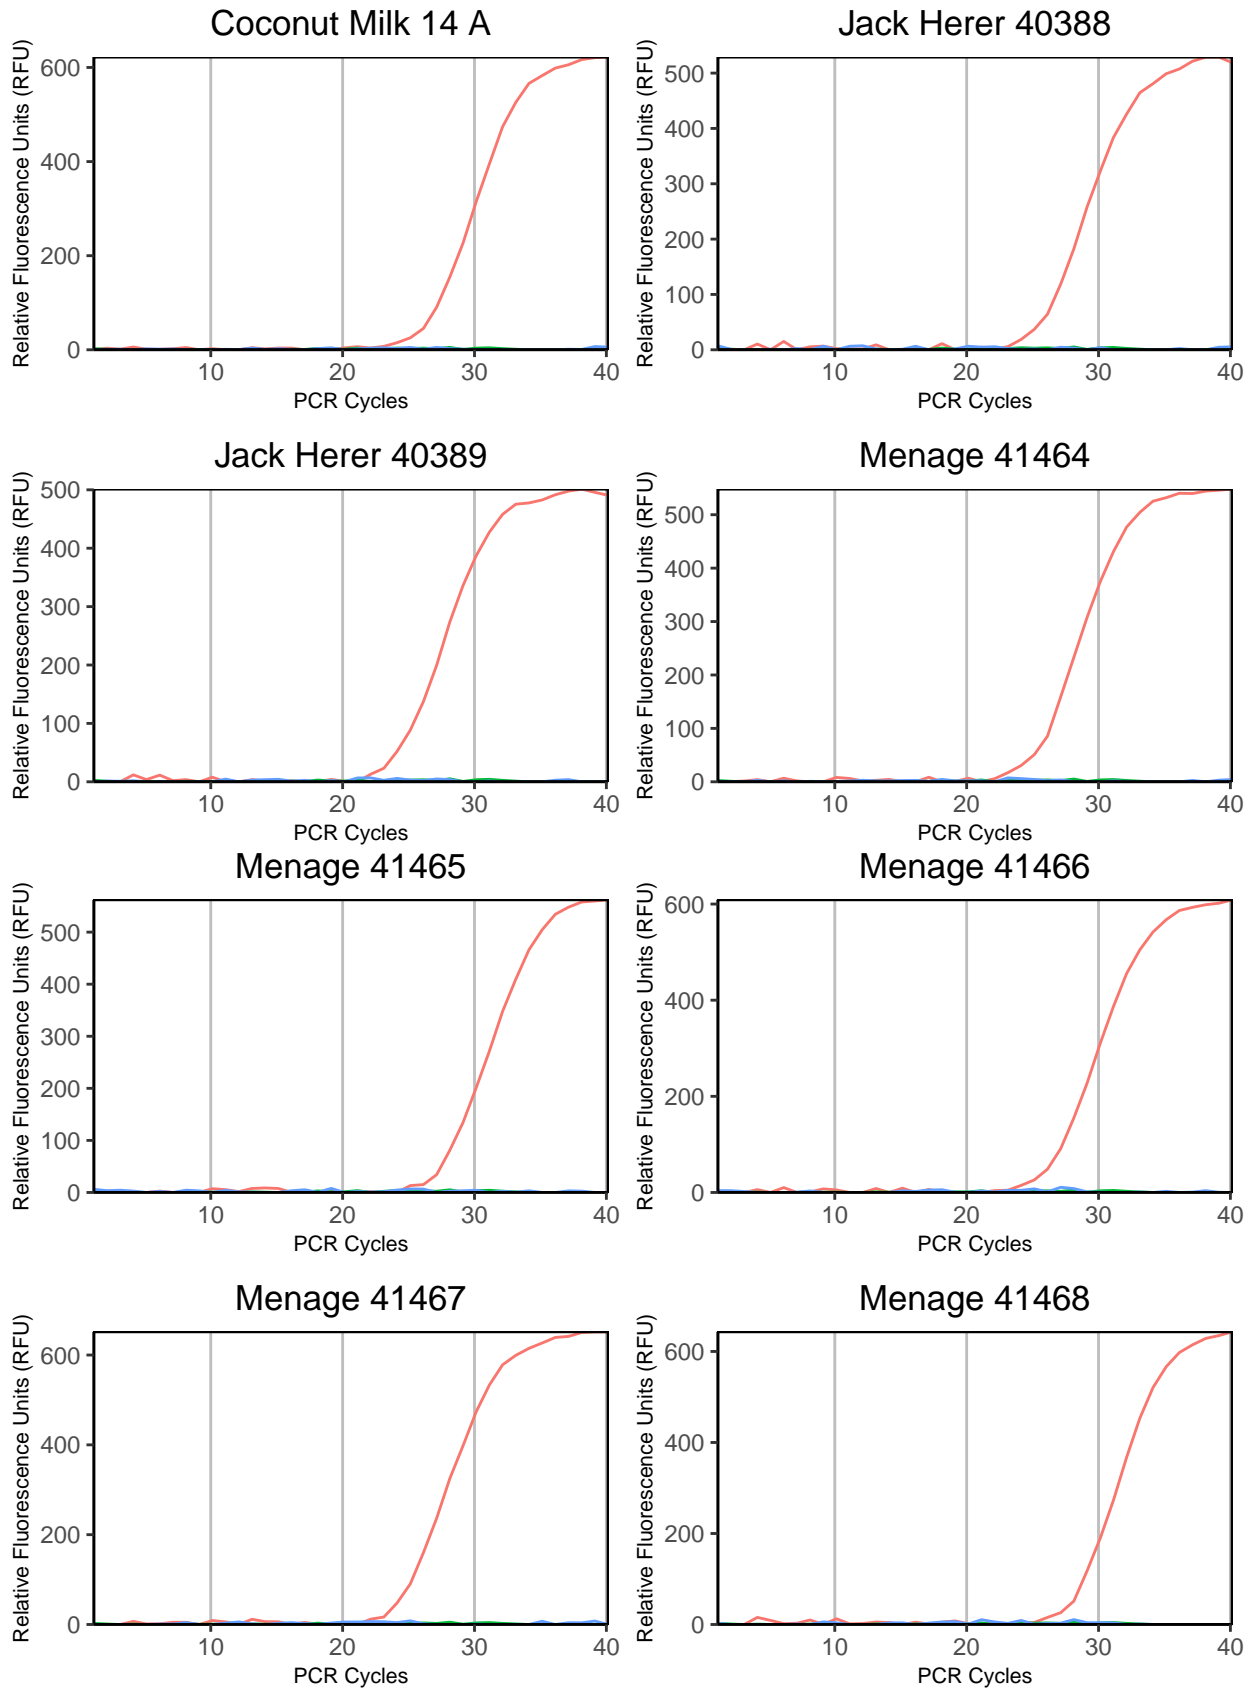 Coconut Milk 14 A
Relative Fluorescence Units (RFU)
600
400
200
0
10 20 30 40
PCR Cycles
Jack Herer 40388
Relative Fluorescence Units (RFU)
500
400
300
200
100
0
10 20 30 40
PCR Cycles
Jack Herer 40389
Relative Fluorescence Units (RFU)
500
400
300
200
100
0
10 20 30 40
PCR Cycles
Menage 41464
Relative Fluorescence Units (RFU)
500
400
300
200
100
0
10 20 30 40
PCR Cycles
Menage 41465
Relative Fluorescence Units (RFU)
500
400
300
200
100
0
10 20 30 40
PCR Cycles
Menage 41466
Relative Fluorescence Units (RFU)
600
400
200
0
10 20 30 40
PCR Cycles
Menage 41467
Relative Fluorescence Units (RFU)
600
400
200
0
10 20 30 40
PCR Cycles
Menage 41468
Relative Fluorescence Units (RFU)
600
400
200
0
10 20 30 40
PCR Cycles